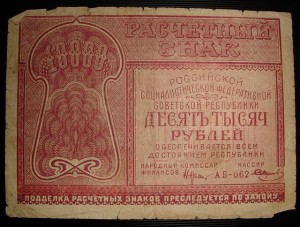 РАСЧЕТНЫЙ
ЗНАК
10000
РОССИЙСКОЙ
СОЦИАЛИСТИЧЕСКОЙ ФЕДЕРАТИВНОЙ
СОВЕТСКОЙ РЕСПУБЛИКИ
ДЕСЯТЬ ТЫСЯЧ
РУБЛЕЙ
ОБЕСПЕЧИВАЕТСЯ ВСЕМ
ДОСТОЯНИЕМ РЕСПУБЛИКИ
НАРОДНЫЙ КОМИССАР КАССИР
ФИНАНСОВ АБ-062
ПОДДЕЛКА РАСЧЕТНЫХ ЗНАКОВ ПРЕСЛЕДУЕТСЯ ПО ЗАКОНУ.